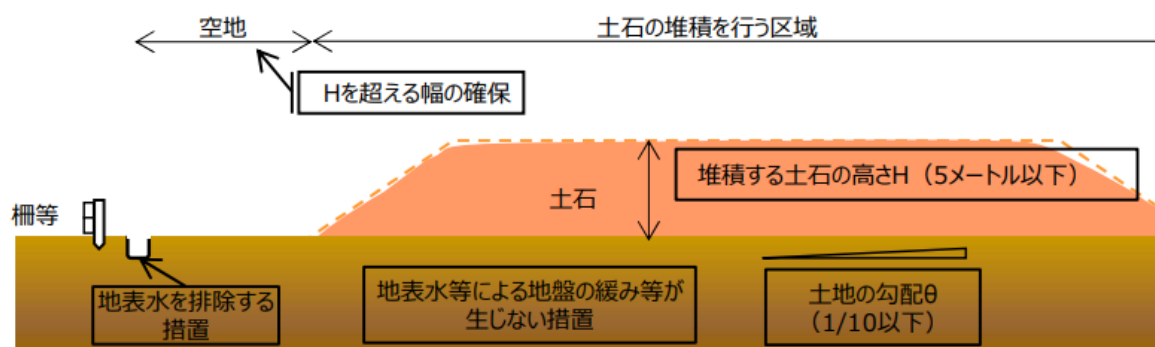 空地
土石の堆積を行う区域
Hを超える幅の確保
堆積する土石の高さH（5メートル以下）
土石
柵等
地表水を排除する
措置
地表水等による地盤の緩み等が
生じない措置
土地の勾配θ
（1/10以下）